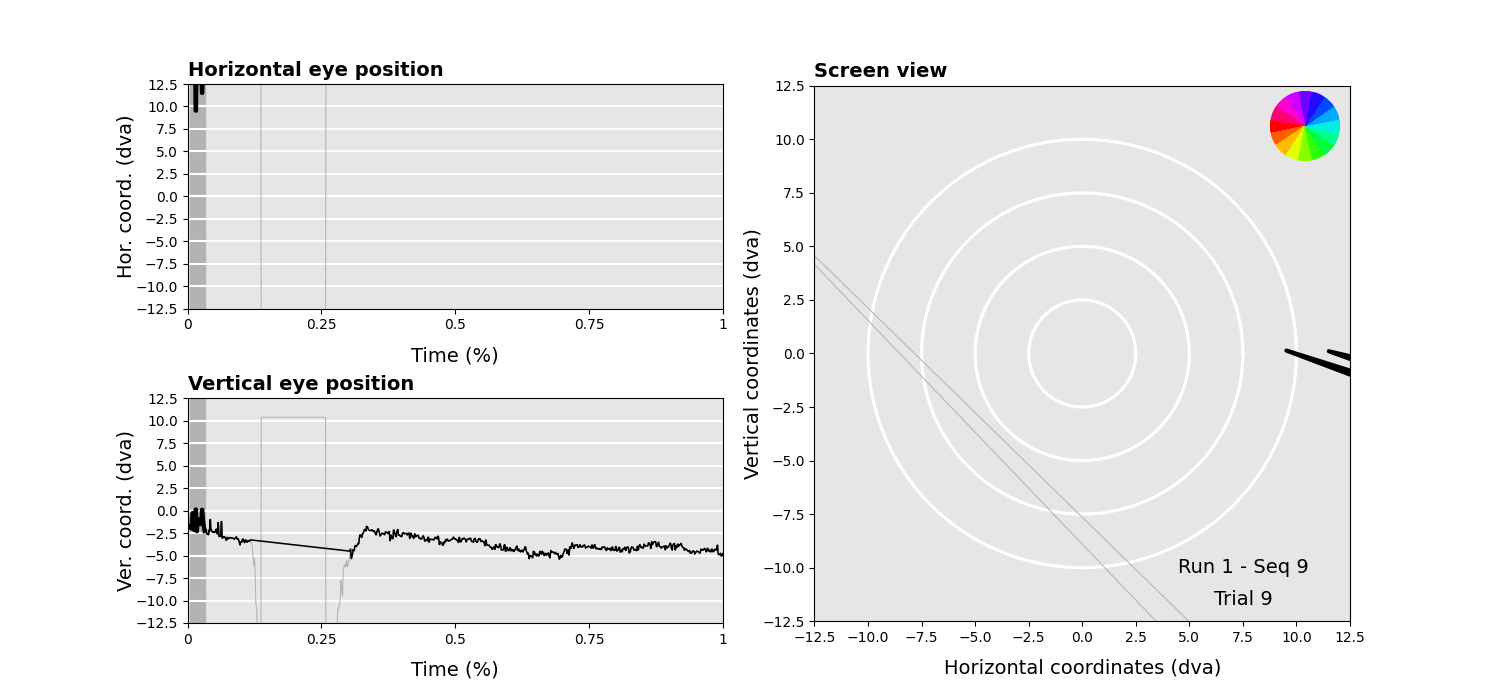 Horizontal eye position
Hor. coord. (dva)
12.5
10.0
7.5
5.0
2.5
0.0
−2.5
−5.0
−7.5
−10.0
−12.5
0 0.25 0.5 0.75 1
Time (%)
Vertical eye position
Ver. coord. (dva)
12.5
10.0
7.5
5.0
2.5
0.0
−2.5
−5.0
−7.5
−10.0
−12.5
0 0.25 0.5 0.75 1
Time (%)
Screen view
Vertical coordinates (dva)
12.5
10.0
7.5
5.0
2.5
0.0
−2.5
−5.0
−7.5
−10.0
−12.5
Run 1 - Seq 9
Trial 9
−12.5 −10.0 −7.5 −5.0 −2.5 0.0 2.5 5.0 7.5 10.0 12.5
Horizontal coordinates (dva)